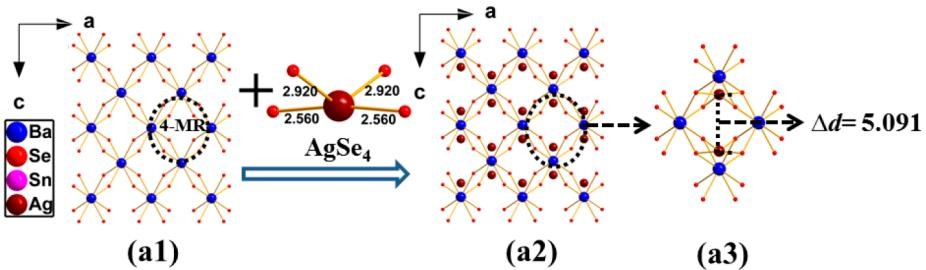 a
c
Ba
Se
Sn
Ag
4-MR
(a1)
+
2.920 2.920
2.560 2.560
AgSe4
a
c
(a2)
Δd= 5.091
(a3)